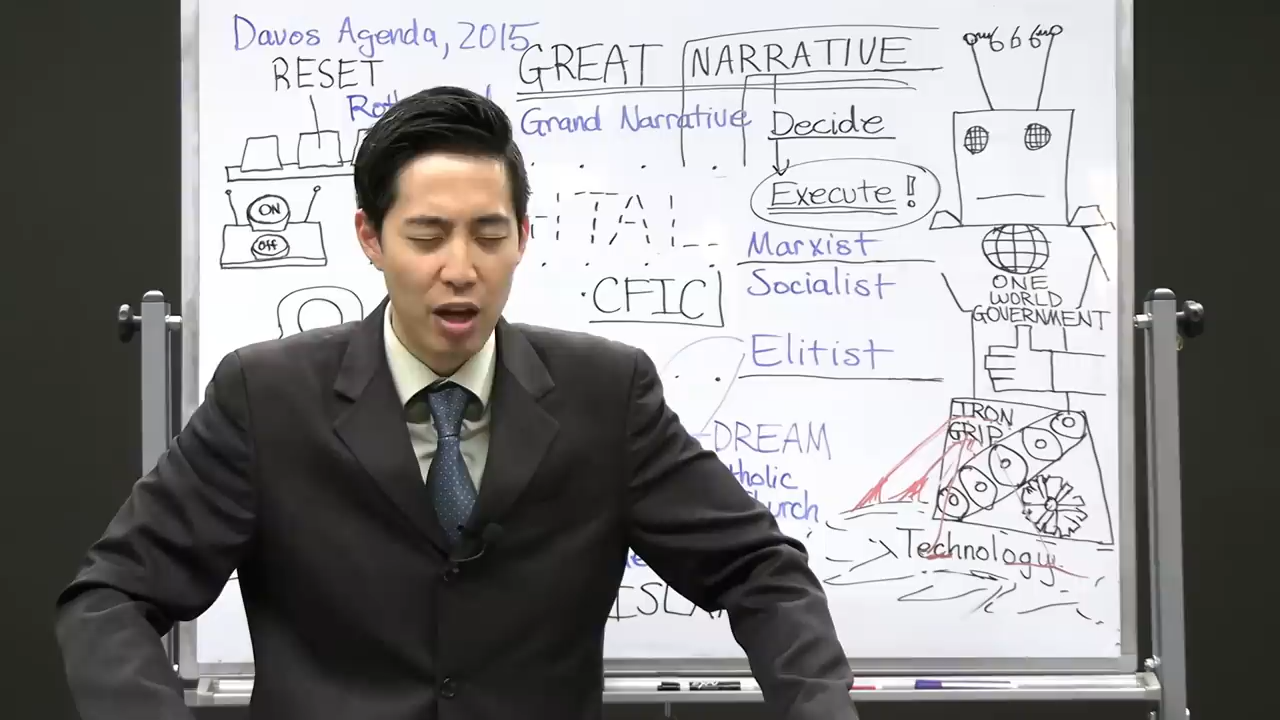 Davos Agenda, 2015
RESET
GREAT NARRATIVE
Grand Narrative
Decide
Execute!
ON
Off
Marxist
Socialist
CFIC
Elitist
666
ONE
WORLD
GOVERNMENT
IRON
GRIP
DREAM
Technology